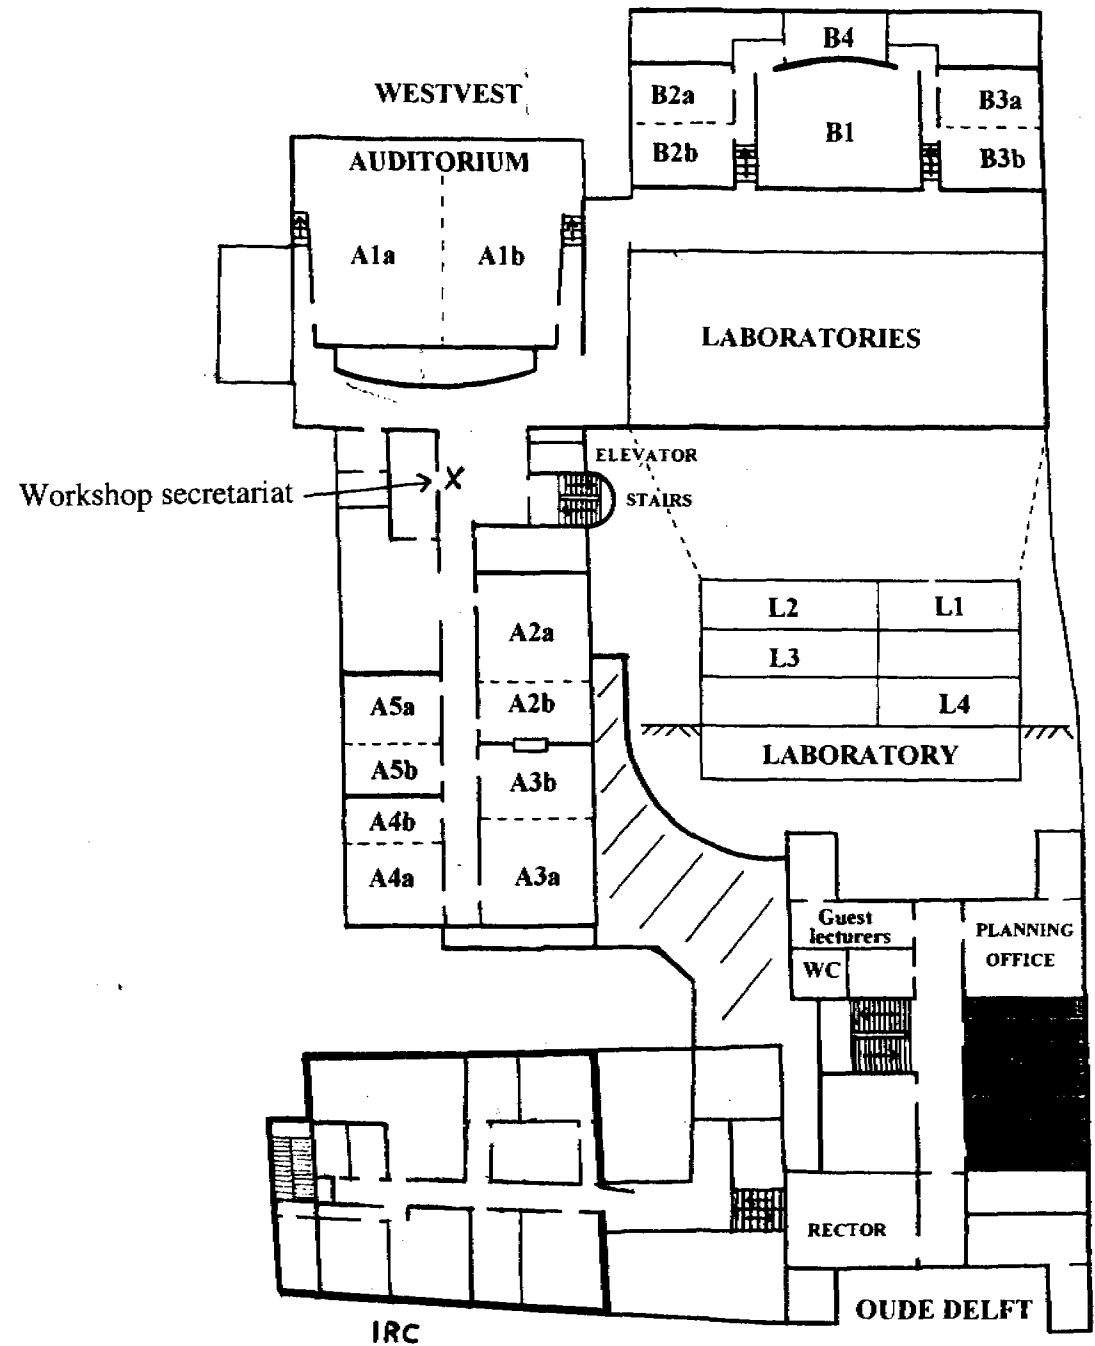 B4
WESTVEST
B2a
B3a
B1
B2b
B3b
AUDITORIUM
A1a
A1b
LABORATORIES
ELEVATOR
Workshop secretariat
X
STAIRS
L2
L1
A2a
L3
A5a
A2b
L4
LABORATORY
A5b
A3b
A4b
A4a
A3a
Guest
lecturers
PLANNING
OFFICE
WC
RECTOR
OUDE DELFT
IRC